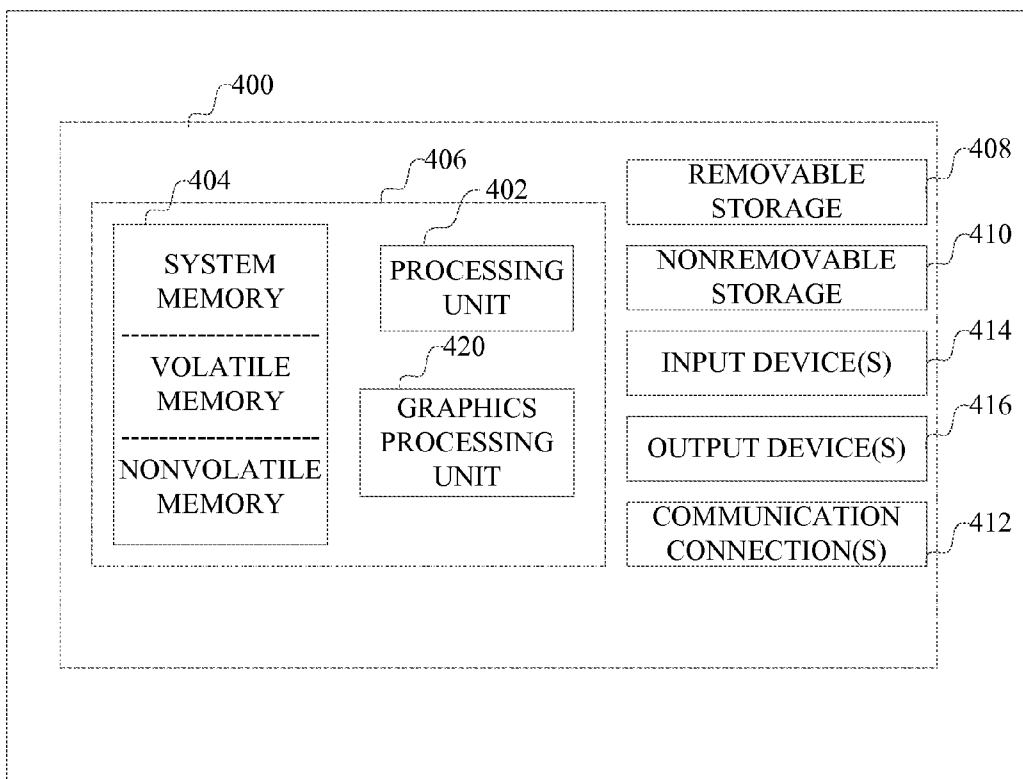 400
406
404
402
SYSTEM
MEMORY
VOLATILE
MEMORY
NONVOLATILE
MEMORY
PROCESSING
UNIT
420
GRAPHICS
PROCESSING
UNIT
REMOVABLE
STORAGE
408
NONREMOVABLE
STORAGE
410
INPUT DEVICE(S)
414
OUTPUT DEVICE(S)
416
COMMUNICATION
CONNECTION(S)
412